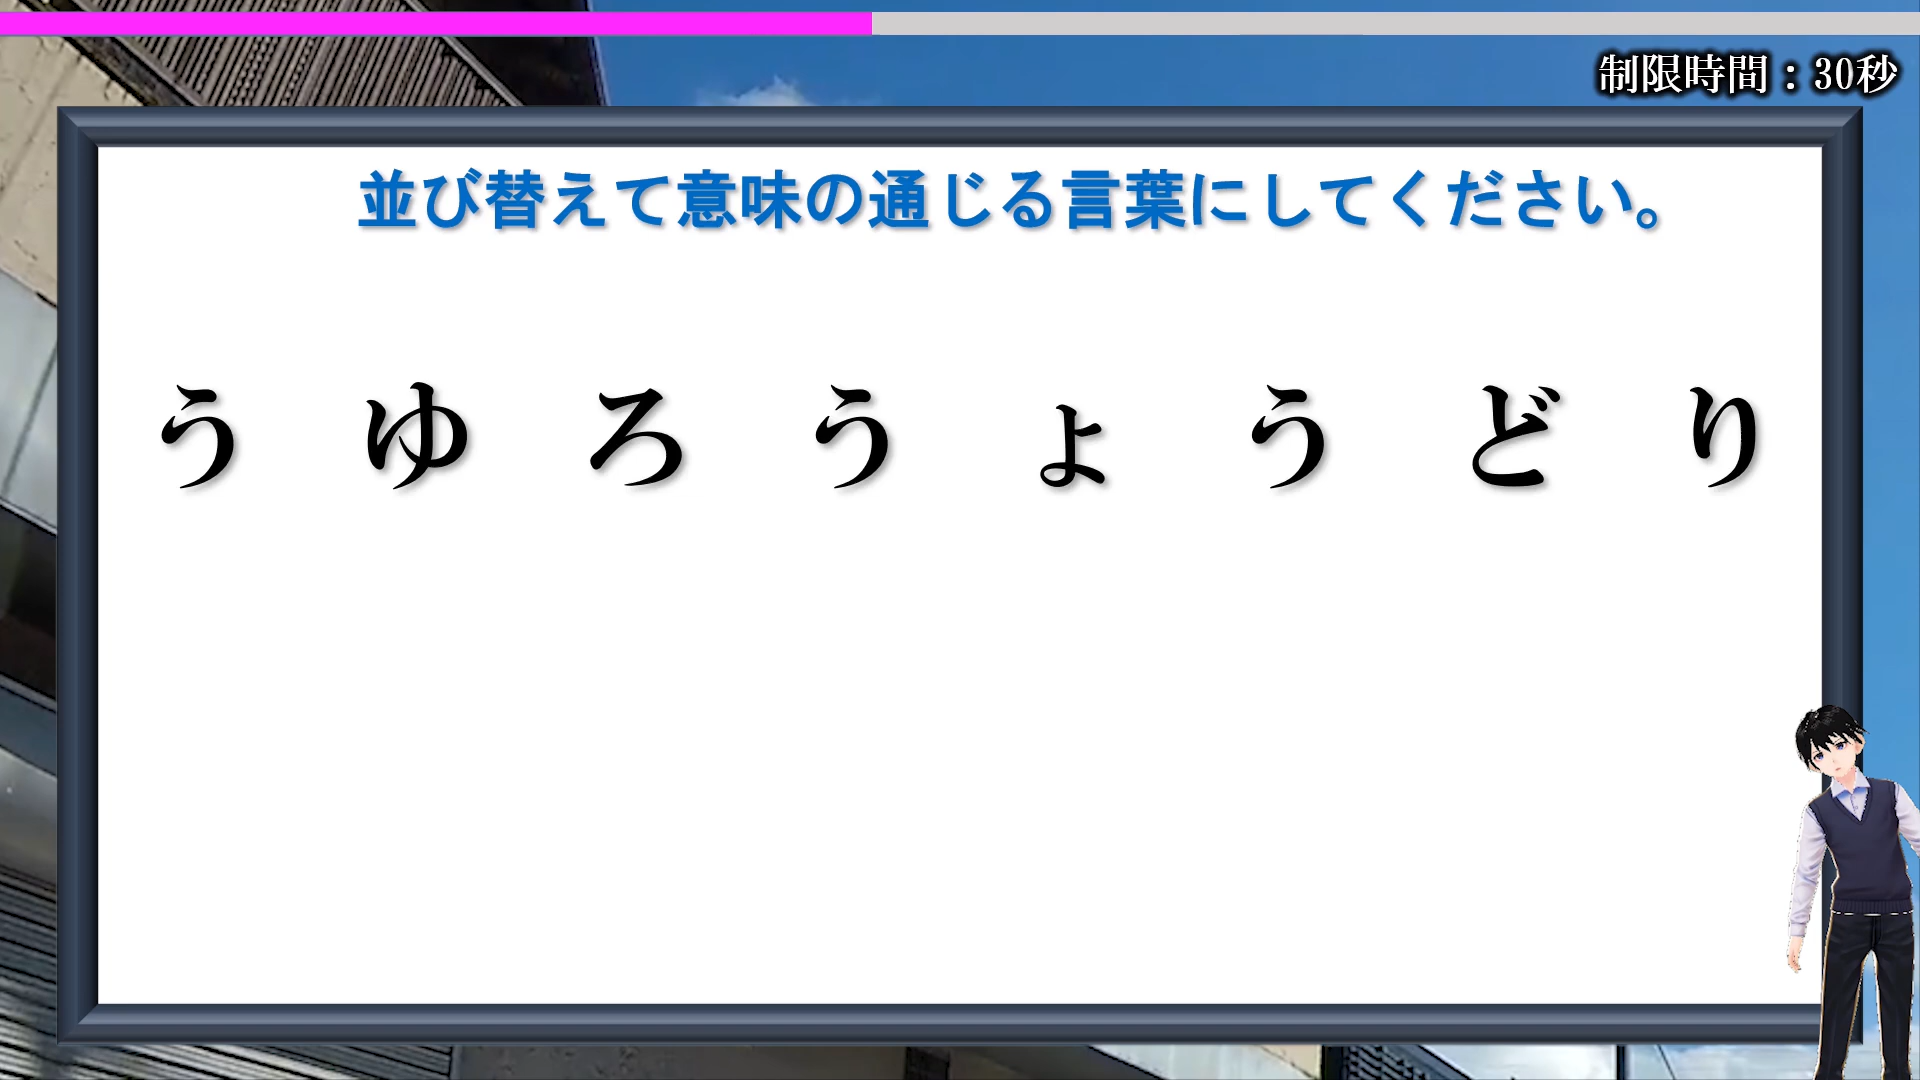 制限時間：30秒
並び替えて意味の通じる言葉にしてください。
う ゆ ろ う ょ う ど り